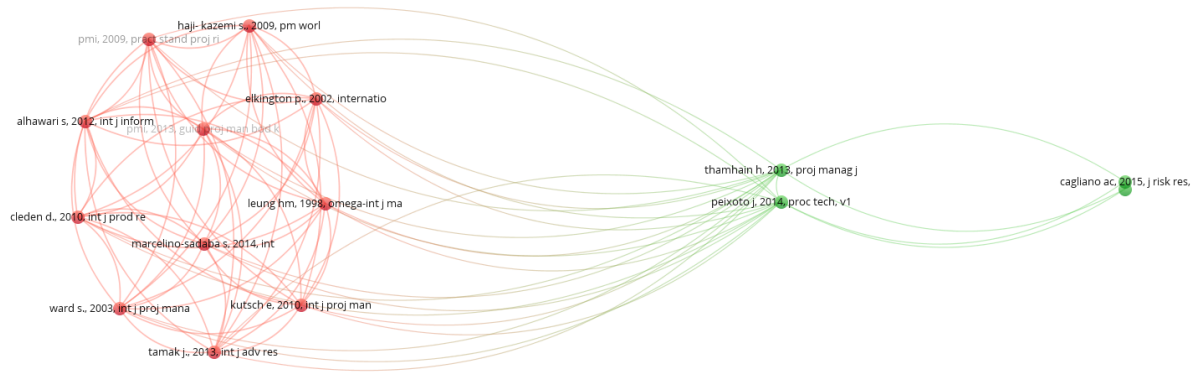 haji- kazemi s., 2009, pm worl
pmi, 2009, pract stand proj ri
elkington p., 2002, internatio
alhawari s, 2012, int j inform
pmi, 2013, guid proj man bod k
thamhain h, 2013, proj manag j
cagliano ac, 2015, j risk res,
leung hm, 1998, omega-int j ma
peixoto j, 2014, proc tech, v1
cleden d., 2010, int j prod re
marcelino-sadaba s, 2014, int
ward s., 2003, int j proj mana
kutsch e, 2010, int j proj man
tamak j., 2013, int j adv res